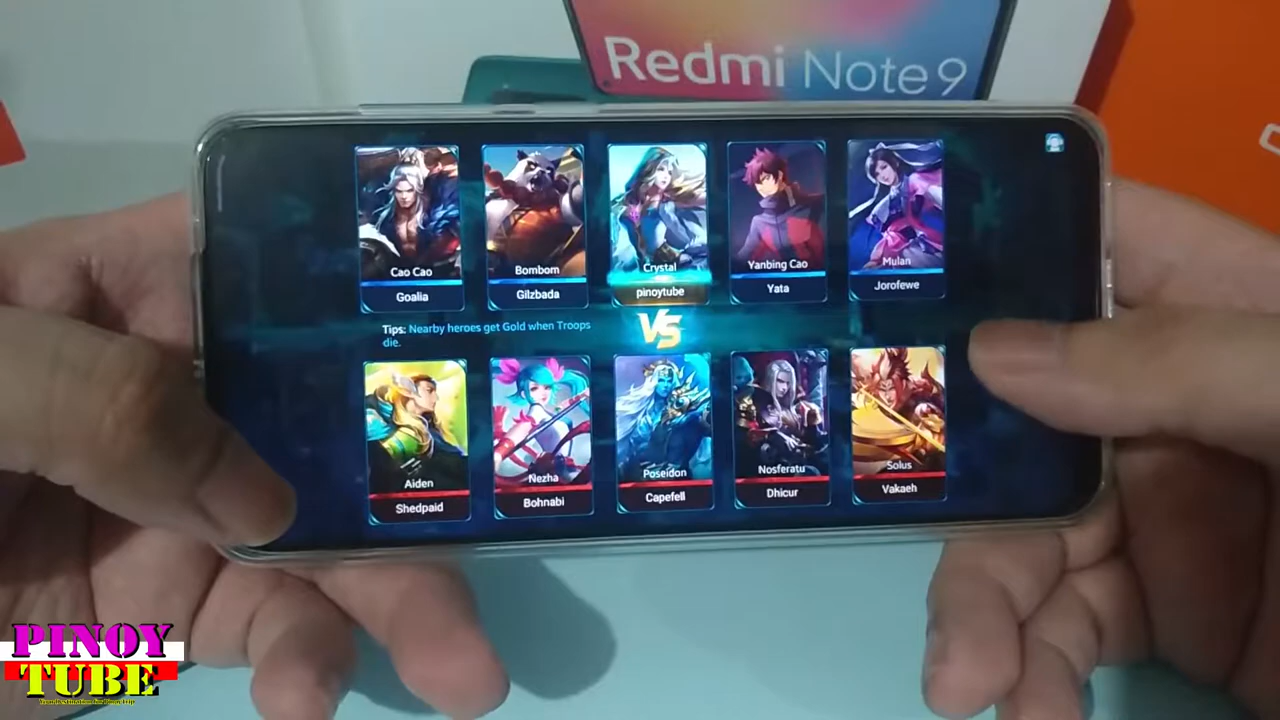 Redmi Note 9
Cao Cao
Goalia
Bombom
Gilzbada
Crystal
pinoytube
Yanbing Cao
Yata
Mulan
Jorofewe
Tips: Nearby heroes get Gold when Troops
die.
VS
Aiden
Shedpaid
Nezha
Bohnabi
Poseidon
Capefell
Nosferatu
Dhicur
Solus
Vakaeh
PINOY
TUBE